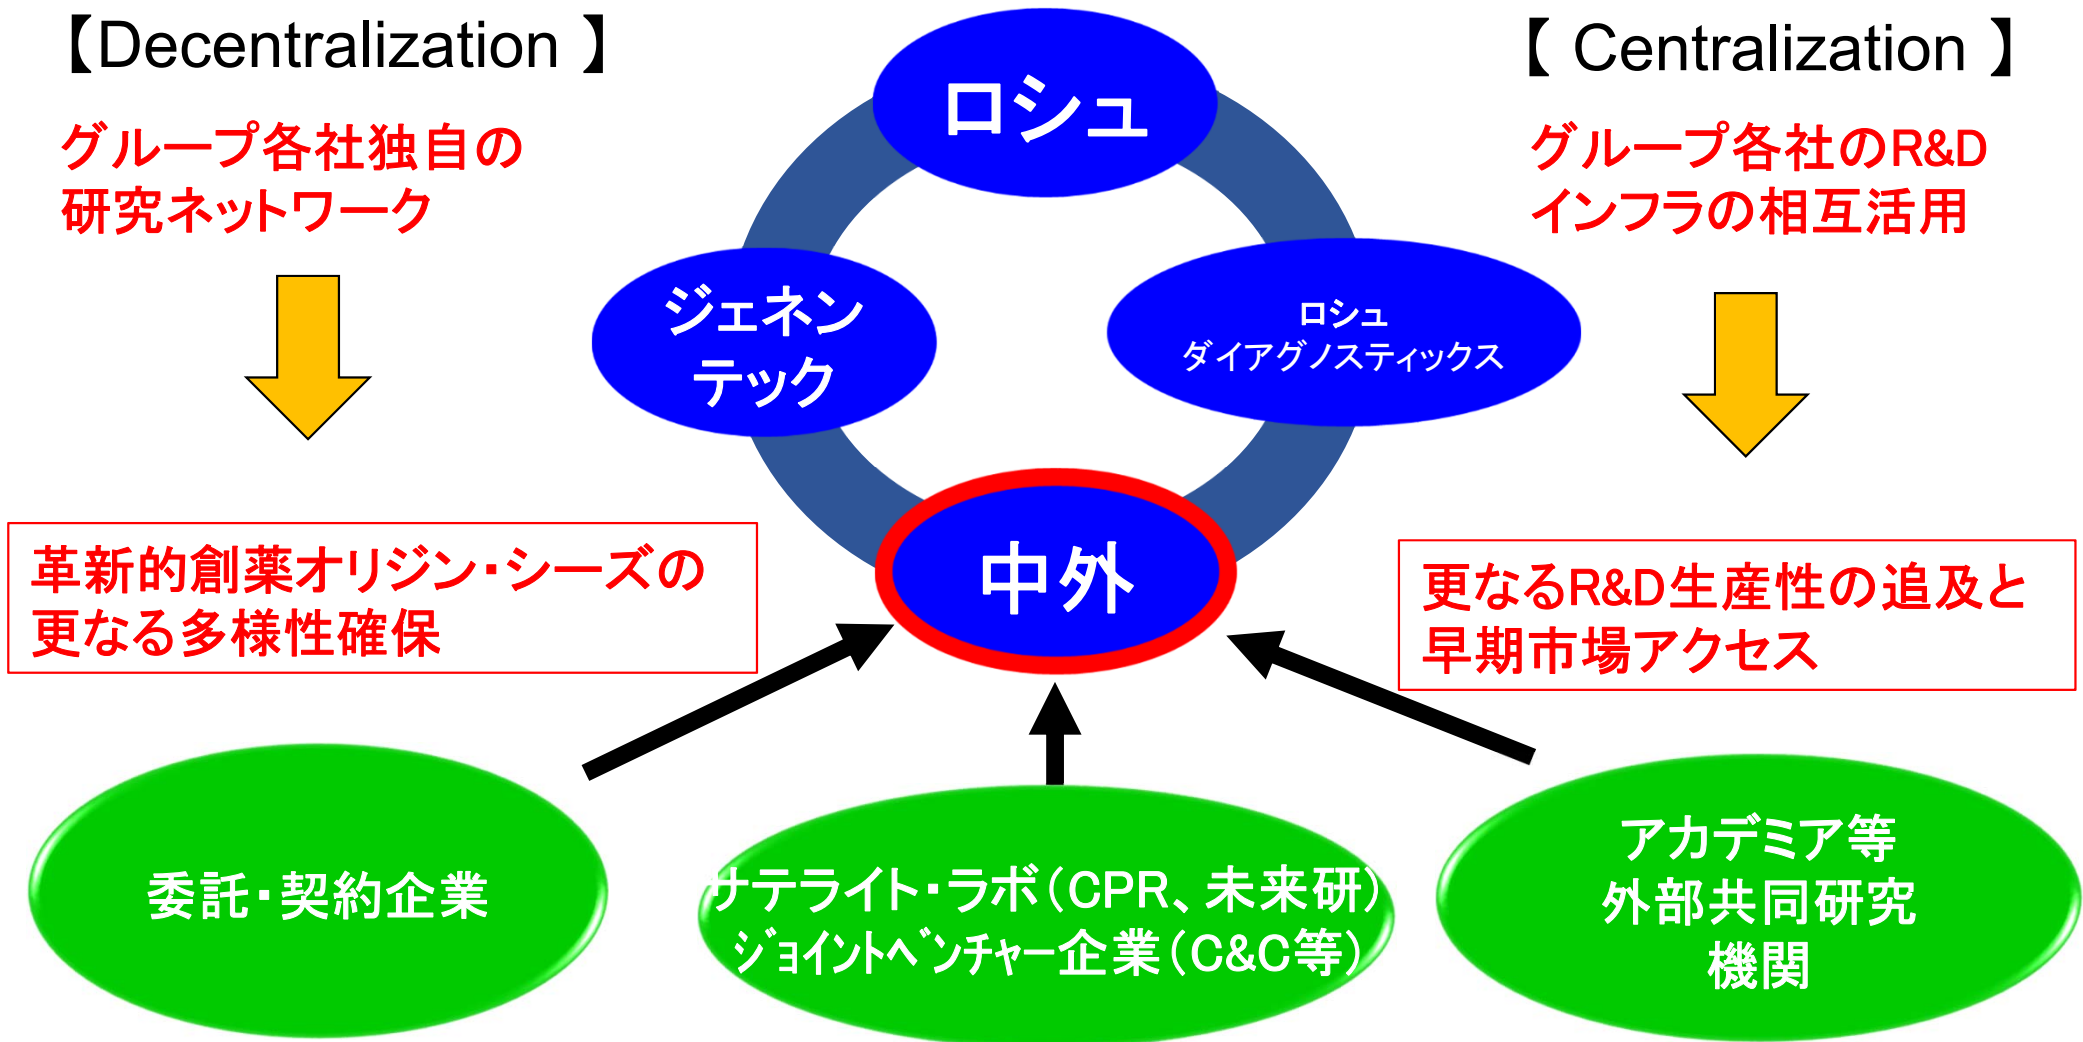 【Decentralization 】
グループ各社独自の
研究ネットワーク
革新的創薬オリジン・シーズの
更なる多様性確保
ロシュ
ジェネン
テック
ロシュ
ダイアグノスティックス
中外
【 Centralization 】
グループ各社のR&D
インフラの相互活用
更なるR&D生産性の追及と
早期市場アクセス
委託・契約企業
サテライト・ラボ(CPR、未来研)
ジョイントベンチャー企業(C&C等)
アカデミア等
外部共同研究
機関